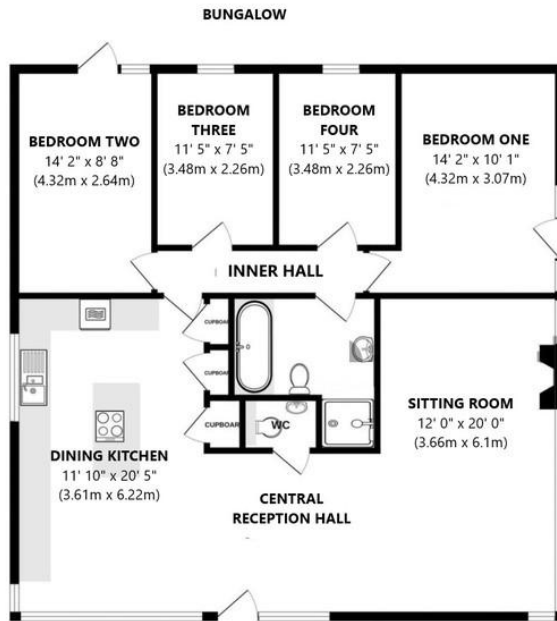 BUNGALOW
BEDROOM TWO
14' 2" x 8' 8"
(4.32m x 2.64m)
BEDROOM
THREE
11' 5" x 7' 5"
(3.48m x 2.26m)
BEDROOM
FOUR
11' 5" x 7' 5"
(3.48m x 2.26m)
BEDROOM ONE
14' 2" x 10' 1"
(4.32m x 3.07m)
INNER HALL
CUPBOAR
CUPBOAR
CUPBOAR
WC
SITTING ROOM
12' 0" x 20' 0"
(3.66m x 6.1m)
DINING KITCHEN
11' 10" x 20' 5"
(3.61m x 6.22m)
CENTRAL
RECEPTION HALL